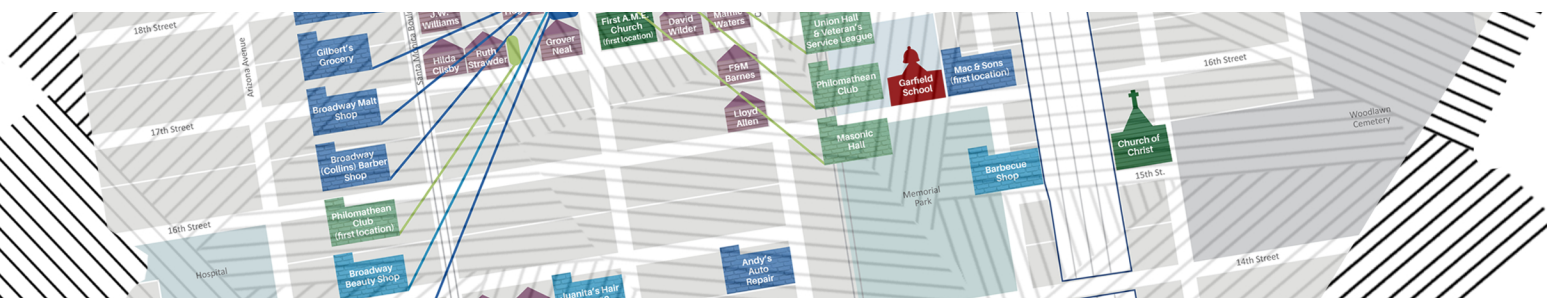 18th Street
Arizona Avenue
17th Street
16th Street
Hospital
Gilbert's
Grocery
Broadway Malt
Shop
Broadway
(Collins) Barber
Shop
Philomathean
Club
(first location)
Broadway
Beauty Shop
J.W.
Williams
Hilda
Clisby
Ruth
Strawder
Grover
Neal
First A.M.E.
Church
(first location)
David
Wilder
Mamie
Waters
F&M
Barnes
Lloyd
Allen
Union Hall
& Veteran's
Service League
Philomathean
Club
Masonic
Hall
Garfield
School
Mac & Sons
(first location)
Barbecue
Shop
Memorial
Park
Andy's
Auto
Repair
Juanita's Hair
Church of
Christ
15th St.
16th Street
Woodlawn
Cemetery
14th Street